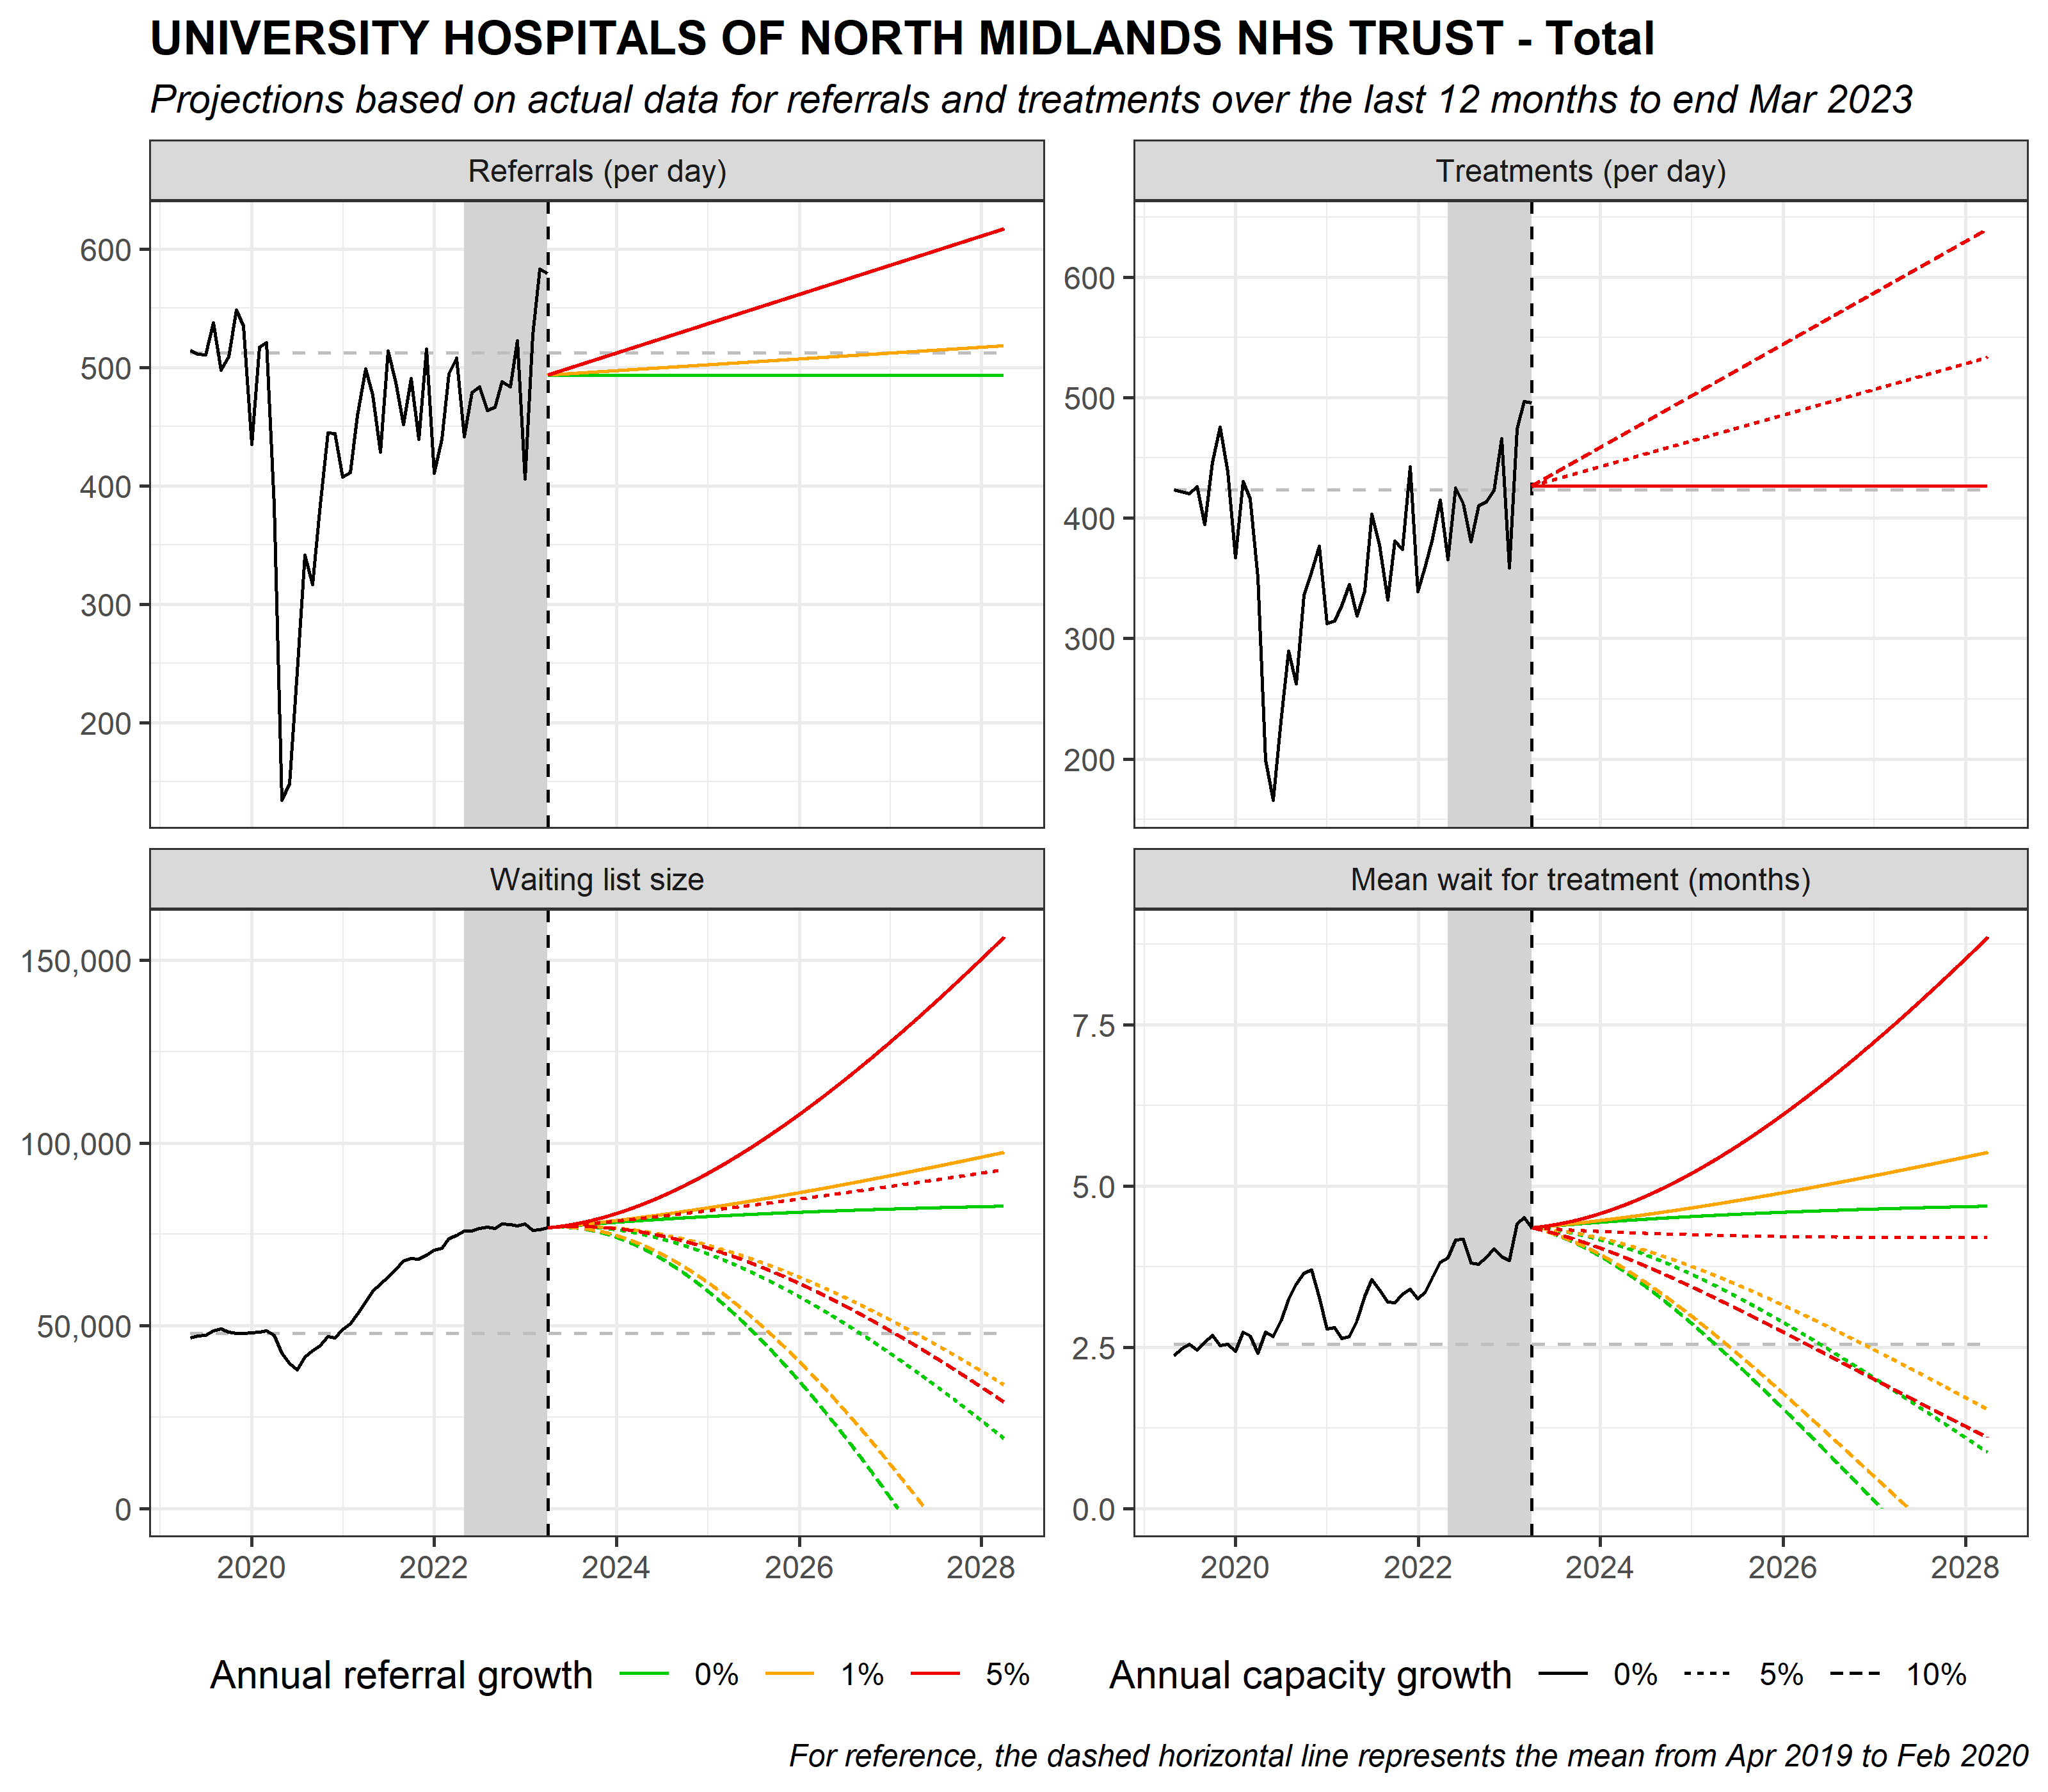 UNIVERSITY HOSPITALS OF NORTH MIDLANDS NHS TRUST - Total
Projections based on actual data for referrals and treatments over the last 12 months to end Mar 2023
Referrals (per day)
600
500
400
300
200
Treatments (per day)
600
500
400
300
200
Waiting list size
150,000
100,000
50,000
0
2020 2022 2024 2026 2028
Mean wait for treatment (months)
7.5
5.0
2.5
0.0
2020 2022 2024 2026 2028
Annual referral growth 0% 1% 5%
Annual capacity growth 0% 5% 10%
For reference, the dashed horizontal line represents the mean from Apr 2019 to Feb 2020